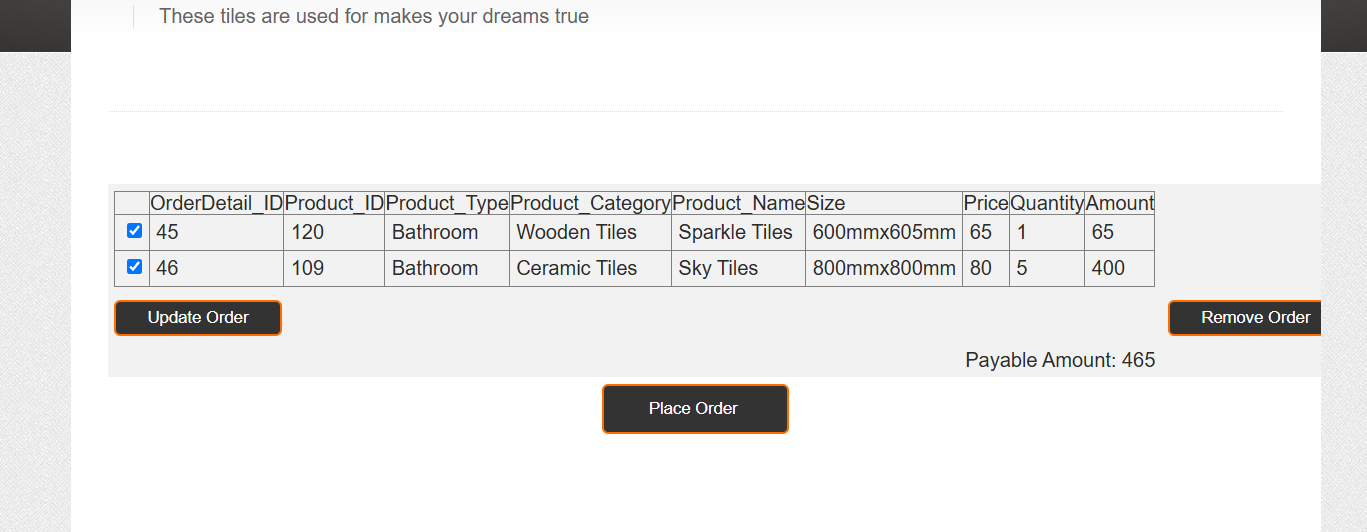 These tiles are used for makes your dreams true
OrderDetail_ID Product_ID Product_Type Product_Category Product_Name Size Price Quantity Amount
45 120 Bathroom Wooden Tiles Sparkle Tiles 600mmx605mm 65 1 65
46 109 Bathroom Ceramic Tiles Sky Tiles 800mmx800mm 80 5 400
Update Order Remove Order
Payable Amount: 465
Place Order